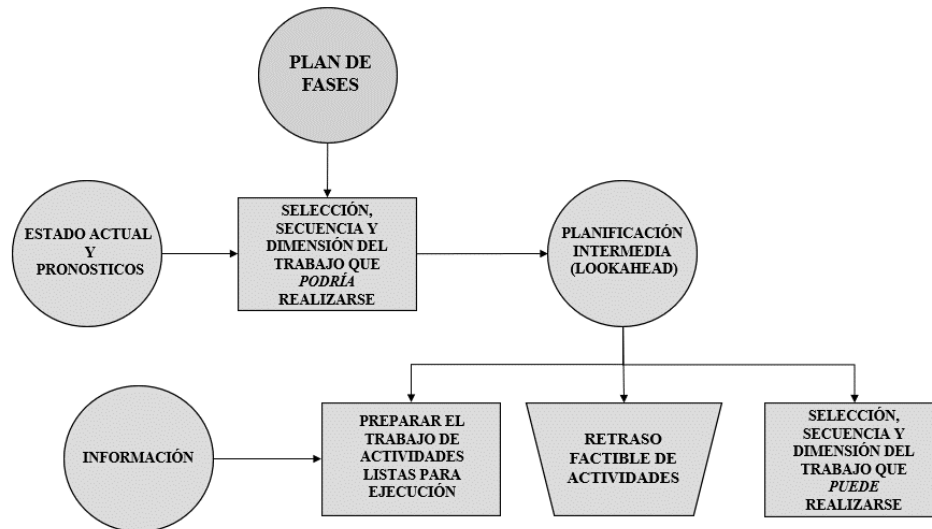 PLAN DE
FASES
ESTADO ACTUAL
Y
PRONOSTICOS
SELECCIÓN,
SECUENCIA Y
DIMENSIÓN DEL
TRABAJO QUE
PODRÍA
REALIZARSE
PLANIFICACIÓN
INTERMEDIA
(LOOKAHEAD)
INFORMACIÓN
PREPARAR EL
TRABAJO DE
ACTIVIDADES
LISTAS PARA
EJECUCIÓN
RETRASO
FACTIBLE DE
ACTIVIDADES
SELECCIÓN,
SECUENCIA Y
DIMENSIÓN DEL
TRABAJO QUE
PUEDE
REALIZARSE